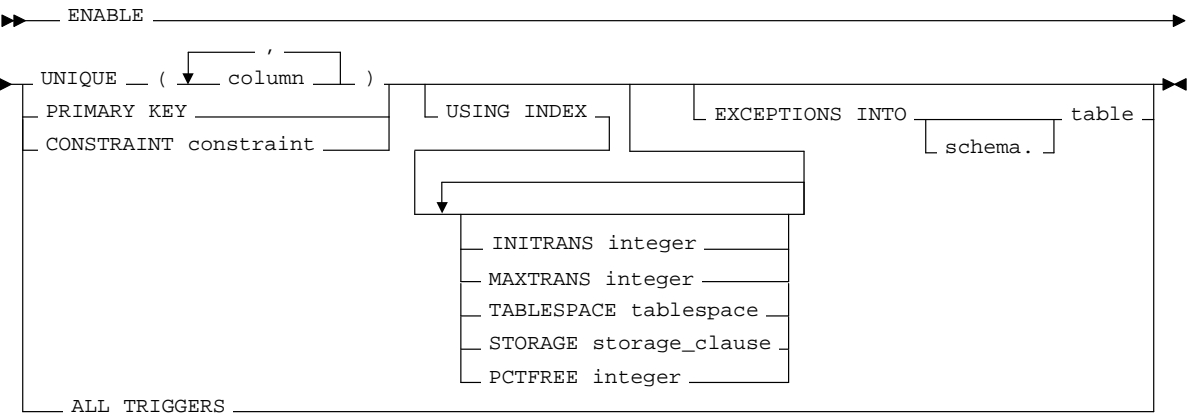 ENABLE
,
UNIQUE ( column )
PRIMARY KEY USING INDEX EXCEPTIONS INTO table
CONSTRAINT constraint schema.
INITRANS integer
MAXTRANS integer
TABLESPACE tablespace
STORAGE storage_clause
PCTFREE integer
ALL TRIGGERS